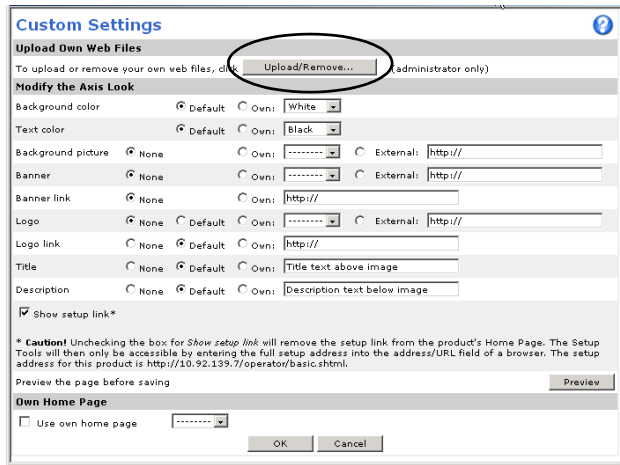 Custom Settings
?
Upload Own Web Files
To upload or remove your own web files, click Upload/Remove... (administrator only)
Modify the Axis Look
Background color Default Own: White
Text color Default Own: Black
Background picture None Own: -------- External: http://
Banner None Own: -------- External: http://
Banner link None Own: http://
Logo None Default Own: -------- External: http://
Logo link None Default Own: http://
Title None Default Own: Title text above image
Description None Default Own: Description text below image
Show setup link*
* Caution! Unchecking the box for Show setup link will remove the setup link from the product's Home Page. The Setup
Tools will then only be accessible by entering the full setup address into the address/URL field of a browser. The setup
address for this product is http://10.92.139.7/operator/basic.shtml.
Preview the page before saving Preview
Own Home Page
Use own home page --------
OK Cancel